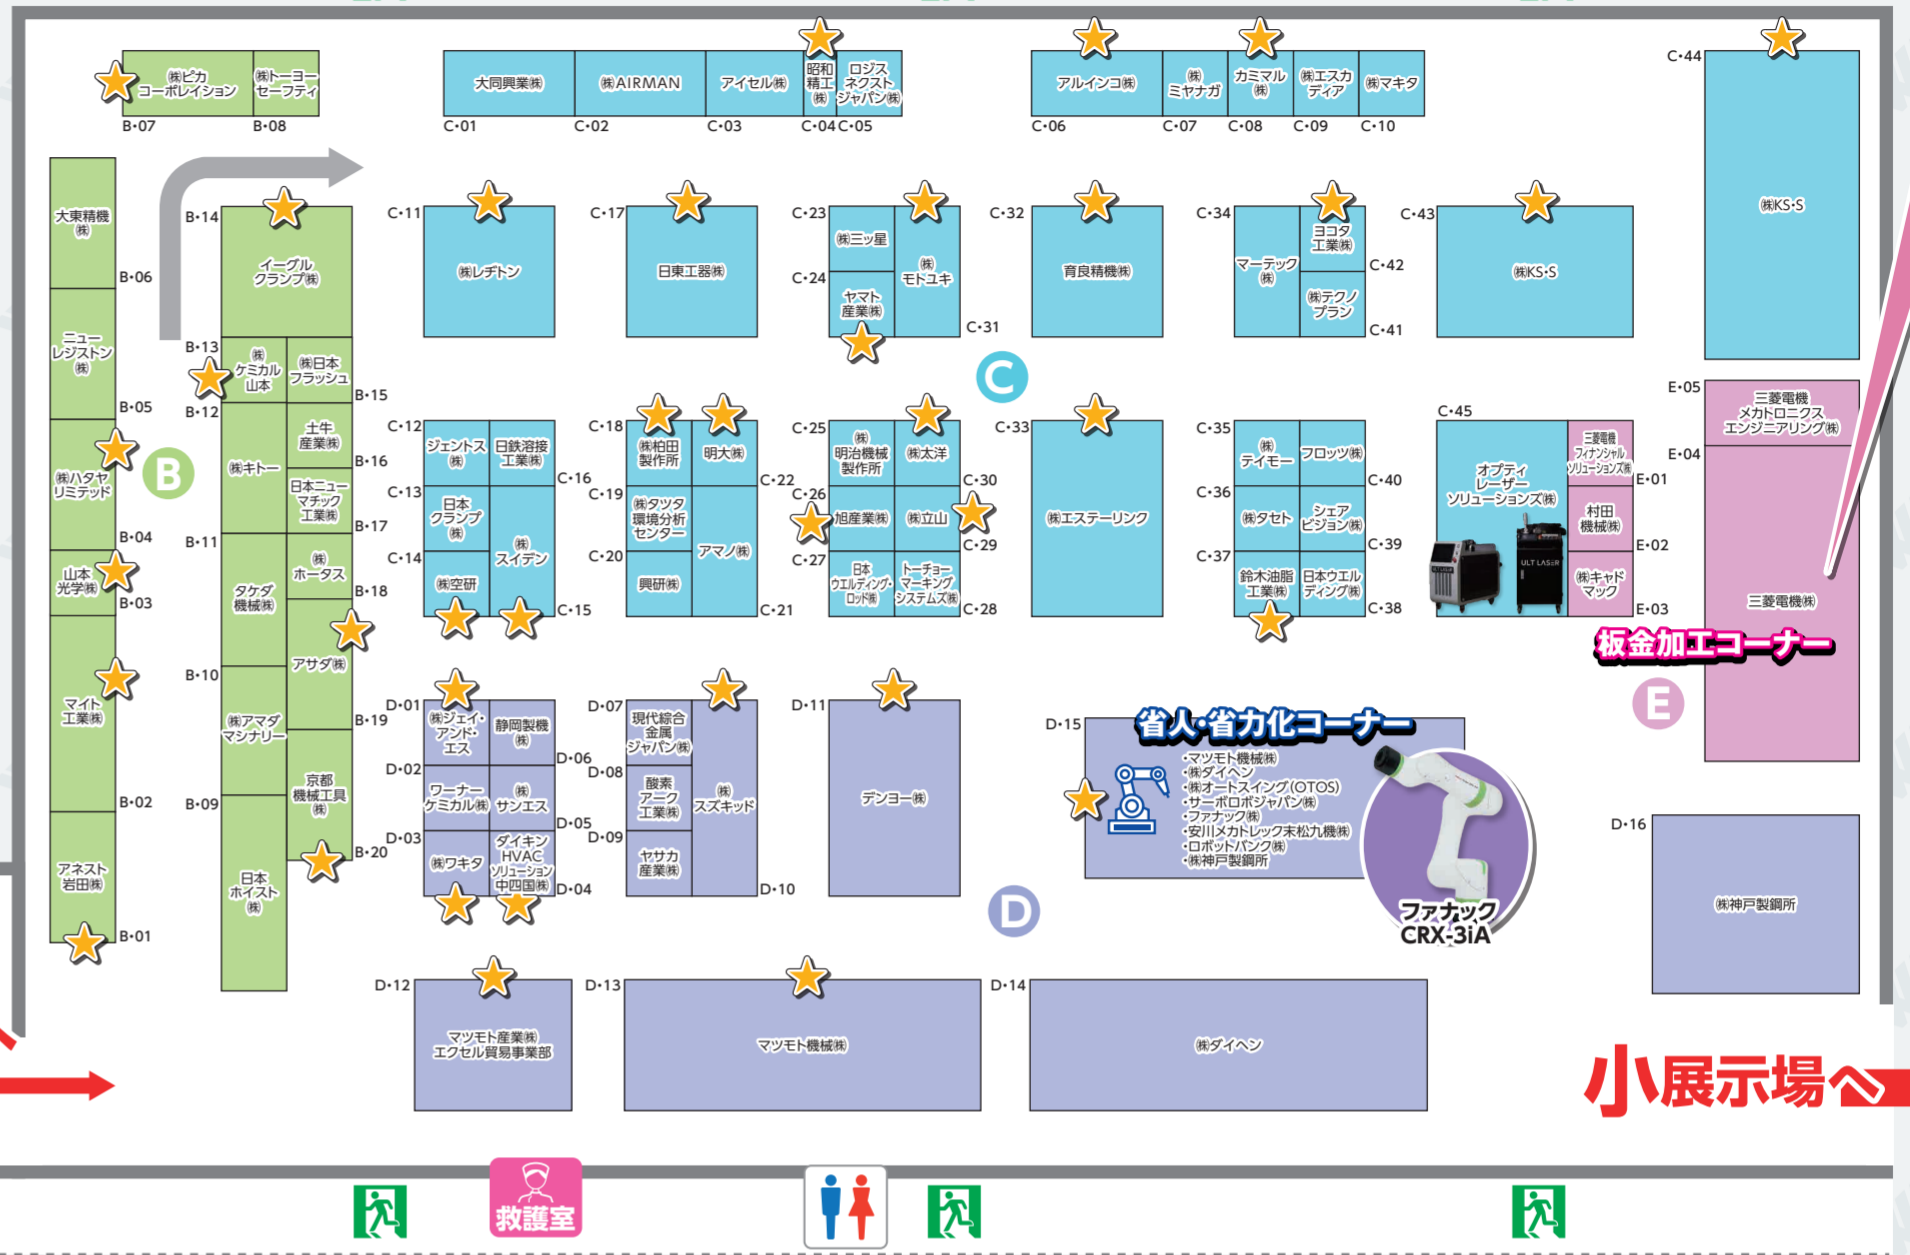 ㈱ピカ
コーポレイション
㈱トーヨー
セーフティ
B・07
B・08
大同興業㈱
㈱AIRMAN
アイセル㈱
昭和
精工
㈱
ロジス
ネクスト
ジャパン㈱
C・01
C・02
C・03
C・04
C・05
アルインコ㈱
㈱
ミヤナガ
カミマル
㈱
㈱エスカ
ディア
㈱マキタ
C・06
C・07
C・08
C・09
C・10
C・44
㈱KS・S
大東精機
㈱
B・06
ニュー
レジストン
㈱
B・05
㈱ハタヤ
リミテッド
B・04
山本
光学㈱
B・03
マイト
工業㈱
B・02
アネスト
岩田㈱
B・01
B
B・14
イーグル
クランプ㈱
B・13
㈱
ケミカル
山本
㈱日本
フラッシュ
B・15
B・12
㈱キトー
土牛
産業㈱
B・16
日本ニュー
マチック
工業㈱
B・17
B・11
タケダ
機械㈱
㈱
ホータス
B・18
アサダ㈱
B・19
B・10
㈱アマダ
マシナリー
京都
機械工具
㈱
B・20
B・09
日本
ホイスト
㈱
C・11
㈱レヂトン
C・17
日東工器㈱
C・23
㈱三ッ星
C・24
ヤマト
産業㈱
㈱
モトユキ
C・31
C・32
育良精機㈱
C・34
マーテック
㈱
ヨコタ
工業㈱
C・42
㈱テクノ
プラン
C・41
C・43
㈱KS・S
C
C・12
ジェントス
㈱
日鉄溶接
工業㈱
C・16
C・13
日本
クランプ
㈱
㈱
スイデン
C・14
㈱空研
C・15
C・18
㈱柏田
製作所
明大㈱
C・22
C・19
㈱タツタ
環境分析
センター
アマノ㈱
C・20
興研㈱
C・21
C・25
㈱
明治機械
製作所
㈱太洋
C・30
C・26
旭産業㈱
㈱立山
C・29
C・27
日本
ウエルディング・
ロッド㈱
トーチョー
マーキング
システムズ㈱
C・28
C・33
㈱エステーリンク
C・35
㈱
テイモー
フロッツ㈱
C・40
C・36
㈱タセト
シェア
ビジョン㈱
C・39
C・37
鈴木油脂
工業㈱
日本ウエル
ディング㈱
C・38
C・45
オプティ
レーザー
ソリューションズ㈱
ULT LASER
ULT LASER
三菱電機
フィナンシャル
ソリューションズ㈱
E・01
村田
機械㈱
E・02
㈱キャド
マック
E・03
E・05
三菱電機
メカトロニクス
エンジニアリング㈱
E・04
三菱電機㈱
板金加工コーナー
E
D・01
㈱ジェイ・
アンド・
エス
静岡製機
㈱
D・06
D・02
ワーナー
ケミカル㈱
㈱
サンエス
D・05
D・03
㈱ワキタ
ダイキン
HVAC
ソリューション
中四国㈱
D・04
D・07
現代綜合
金属
ジャパン㈱
D・08
酸素
アーク
工業㈱
㈱
スズキッド
D・09
ヤサカ
産業㈱
D・10
D・11
デンヨー㈱
D・15
省人・省力化コーナー
・マツモト機械㈱
・㈱ダイヘン
・㈱オートスイング(OTOS)
・サーボロボジャパン㈱
・ファナック㈱
・安川メカトレック末松九機㈱
・ロボットバンク㈱
・㈱神戸製鋼所
ファナック
CRX-3iA
D
D・16
㈱神戸製鋼所
D・12
マツモト産業㈱
エクセル貿易事業部
D・13
マツモト機械㈱
D・14
㈱ダイヘン
小展示場へ
救護室